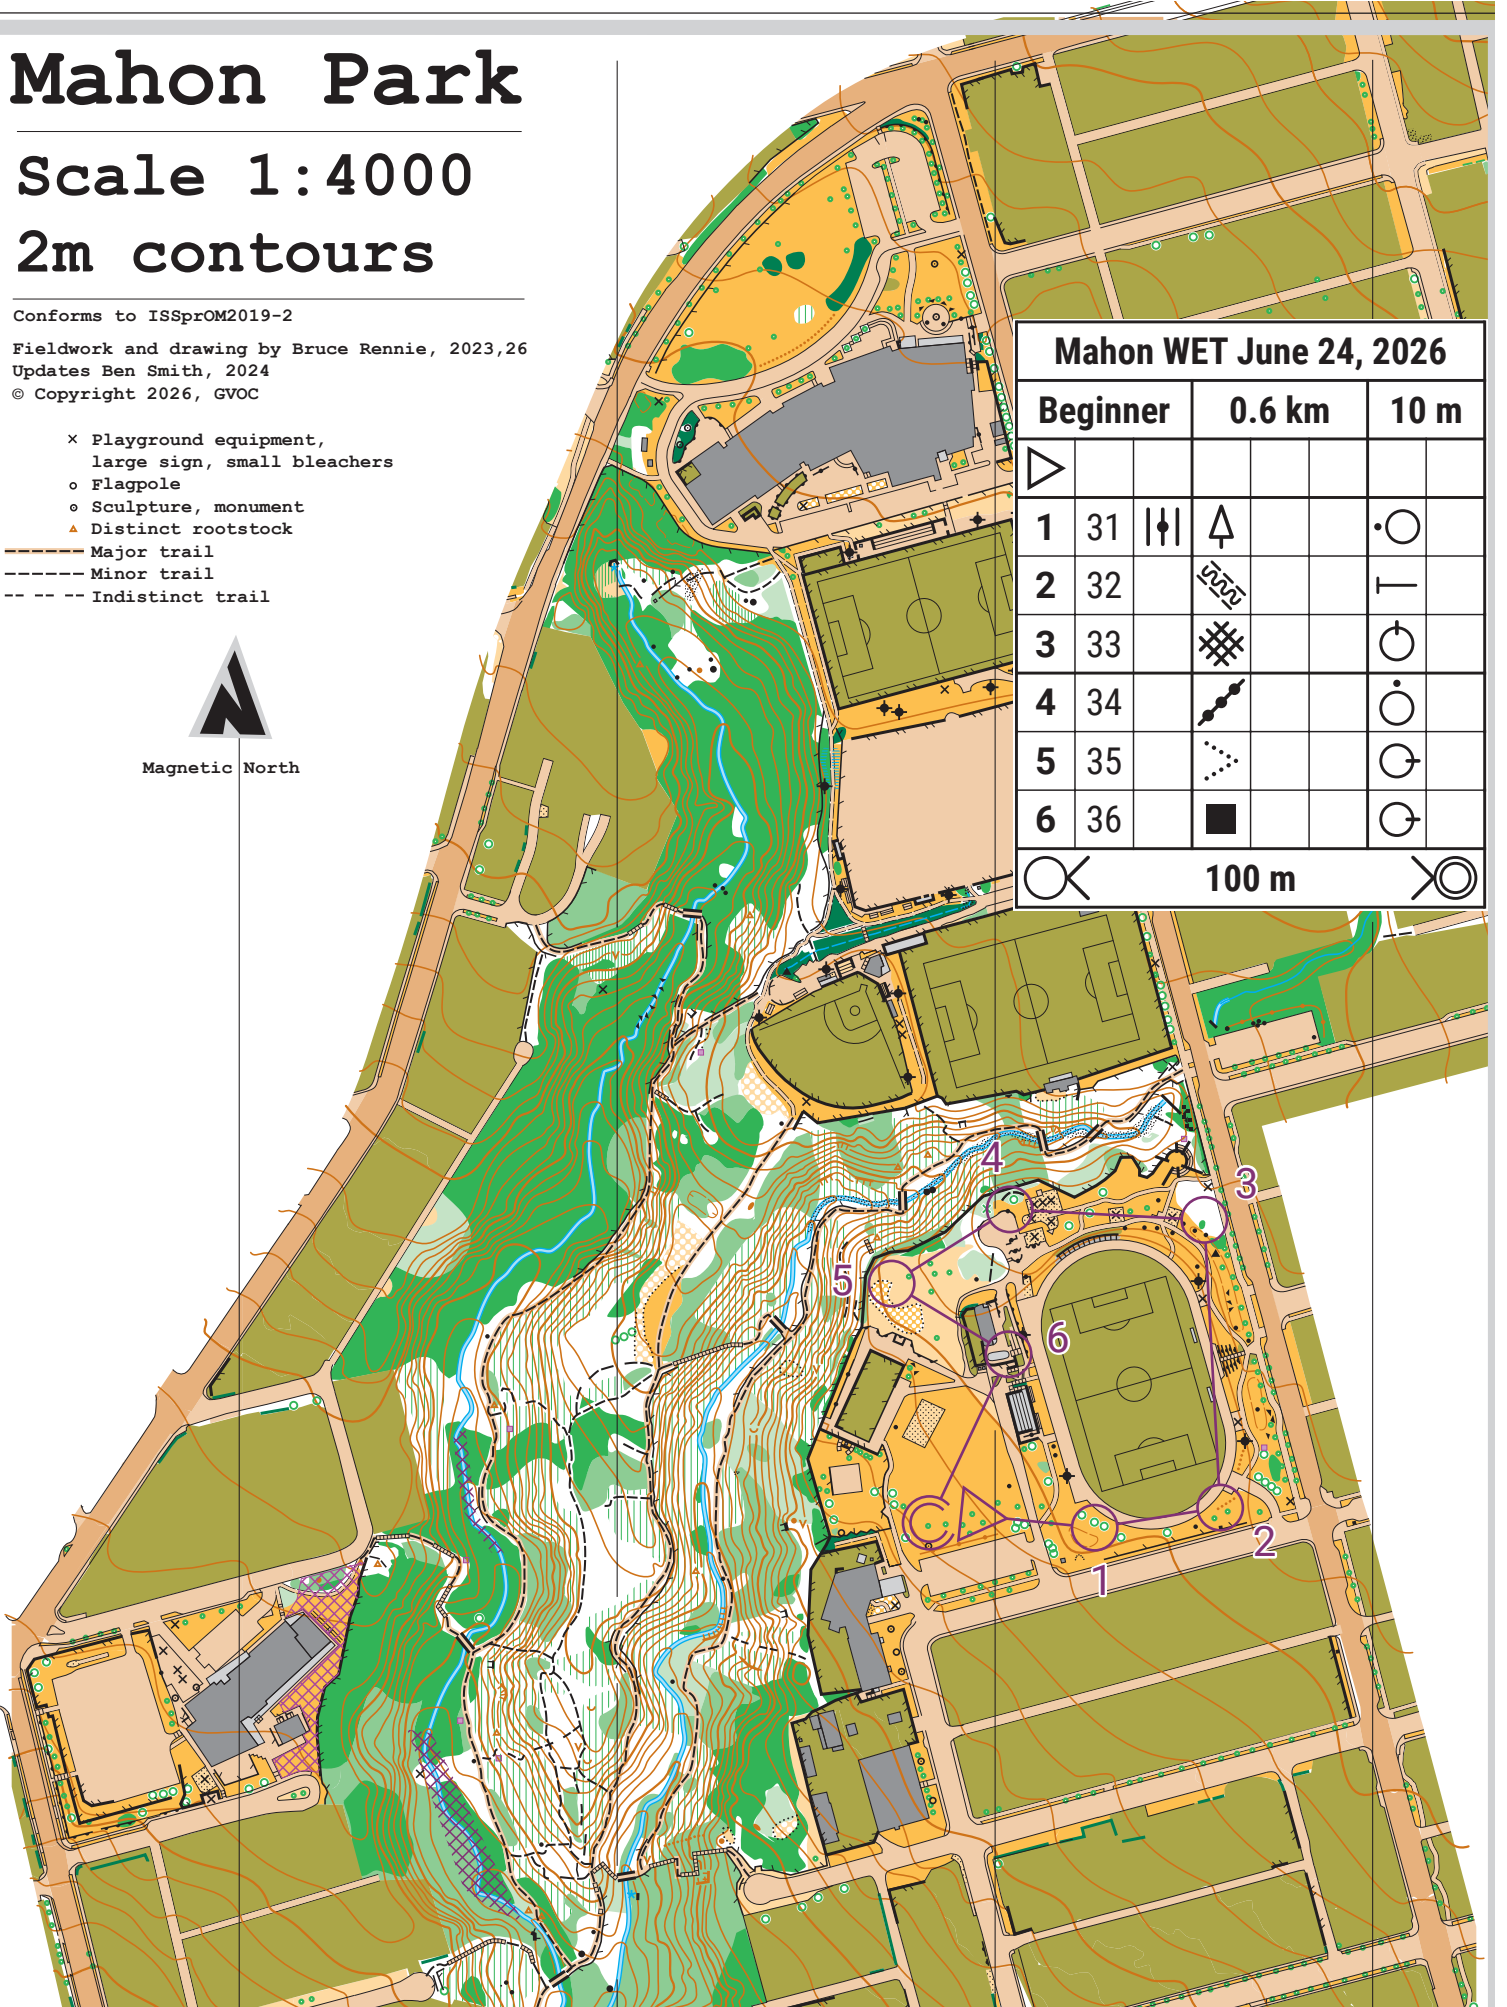 Mahon Park
Scale 1:4000
2m contours
Conforms to ISSprOM2019-2
Fieldwork and drawing by Bruce Rennie, 2023,26
Updates Ben Smith, 2024
© Copyright 2026, GVOC
Playground equipment,
large sign, small bleachers
Flagpole
Sculpture, monument
Distinct rootstock
Major trail
Minor trail
Indistinct trail
N
Magnetic North
Mahon WET June 24, 2026
Beginner 0.6 km 10 m
1 31
2 32
3 33
4 34
5 35
6 36
100 m
4
3
5
6
2
1